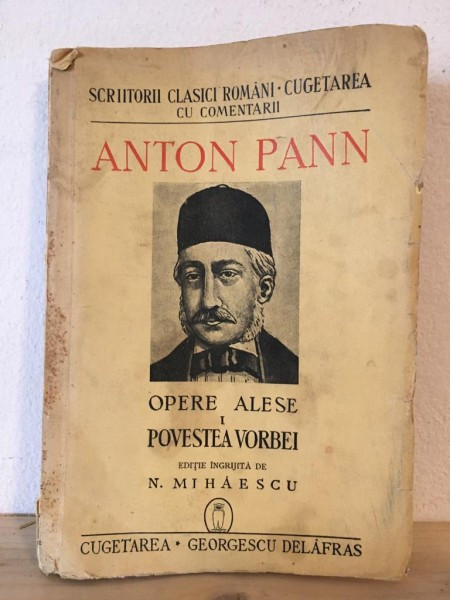 SCRIITORII CLASICI ROMÂNI · CUGETAREA
CU COMENTARII
ANTON PANN
OPERE ALESE
I
POVESTEA VORBEI
EDIȚIE ÎNGRIJITĂ DE
N. MIHĂESCU
CUGETAREA · GEORGESCU DELAFRAS